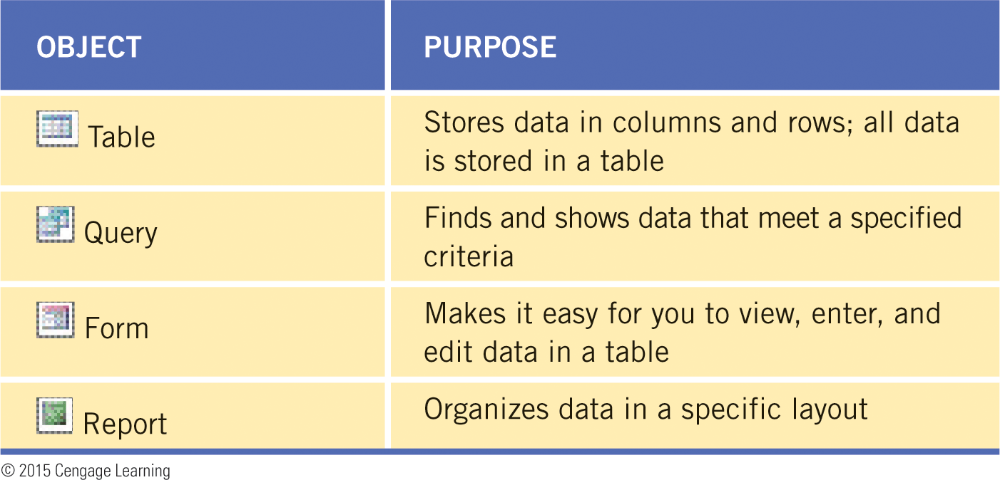 OBJECT PURPOSE
Table Stores data in columns and rows; all data
is stored in a table
Query Finds and shows data that meet a specified
criteria
Form Makes it easy for you to view, enter, and
edit data in a table
Report Organizes data in a specific layout
© 2015 Cengage Learning